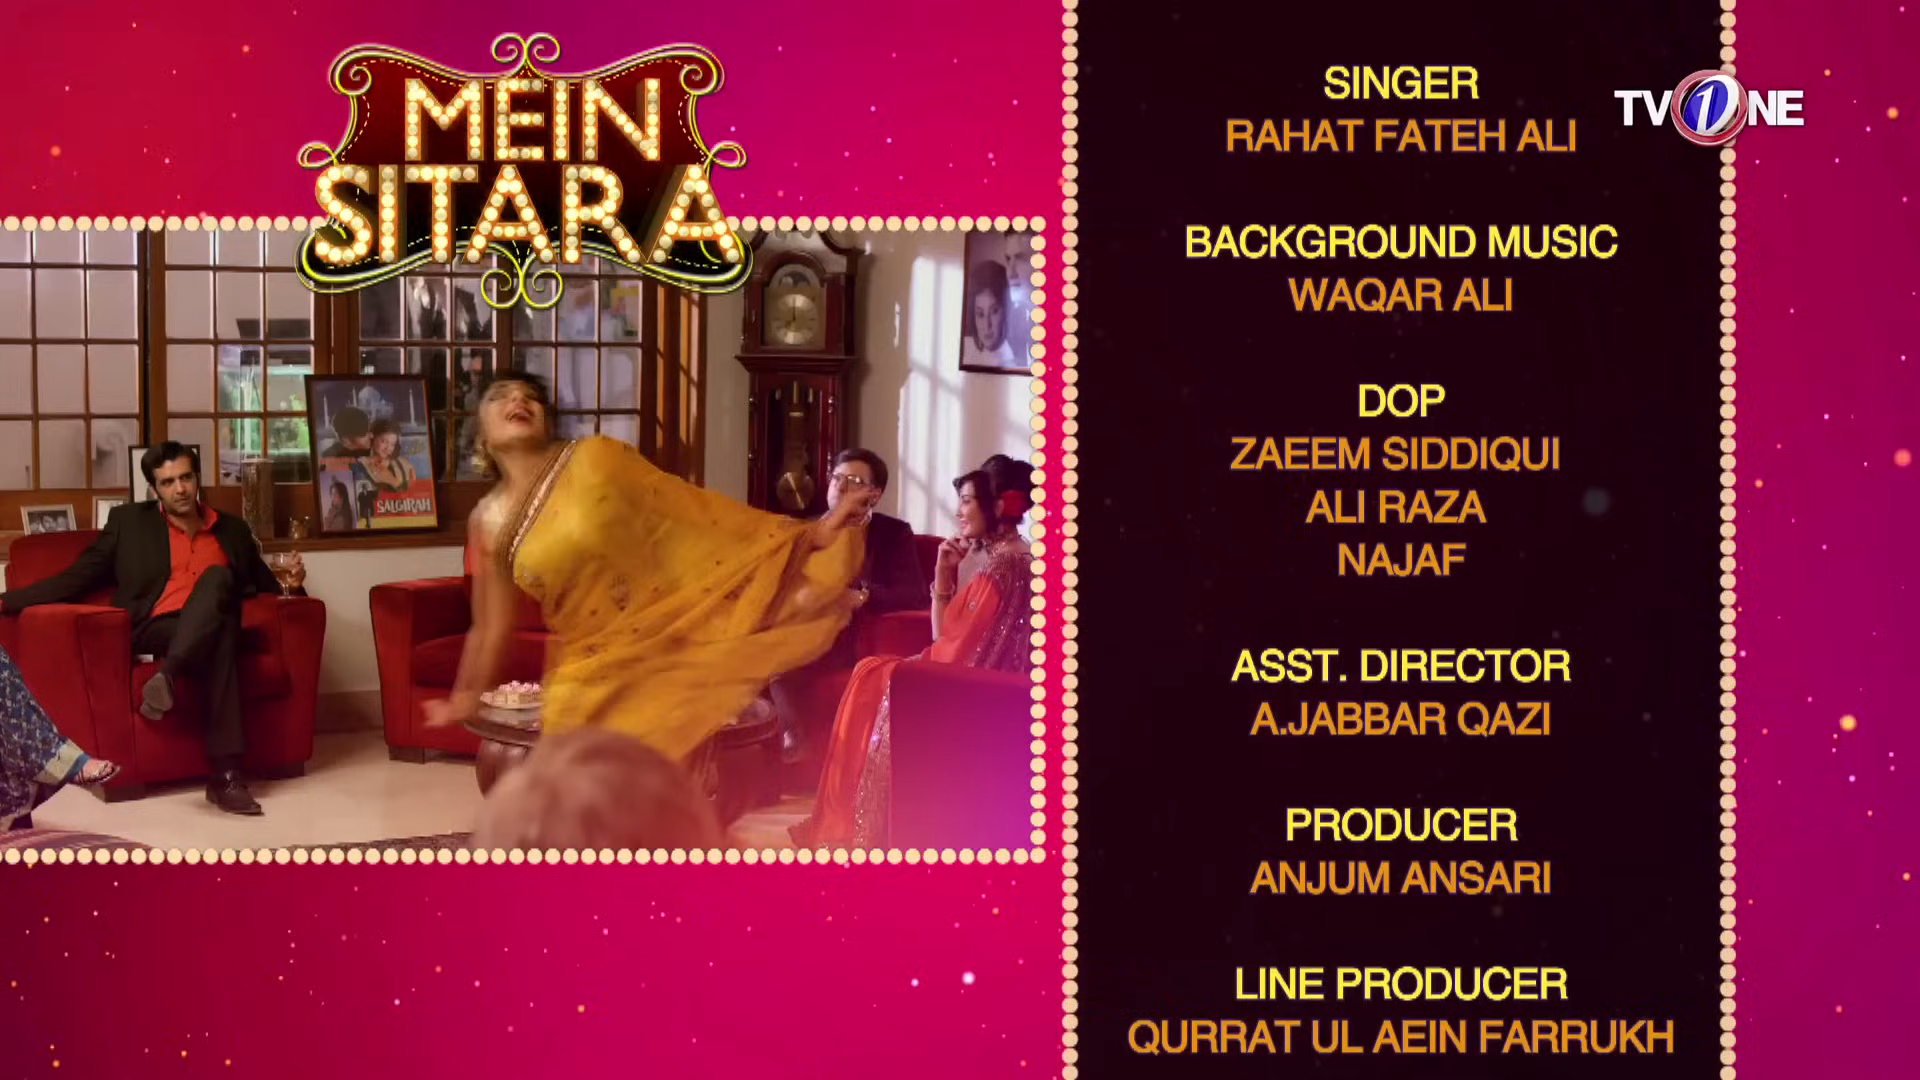 MEIN
SITARA
SALGIRAH
SINGER
RAHAT FATEH ALI
BACKGROUND MUSIC
WAQAR ALI
DOP
ZAEEM SIDDIQUI
ALI RAZA
NAJAF
ASST. DIRECTOR
A.JABBAR QAZI
PRODUCER
ANJUM ANSARI
LINE PRODUCER
QURRAT UL AEIN FARRUKH
TV ONE